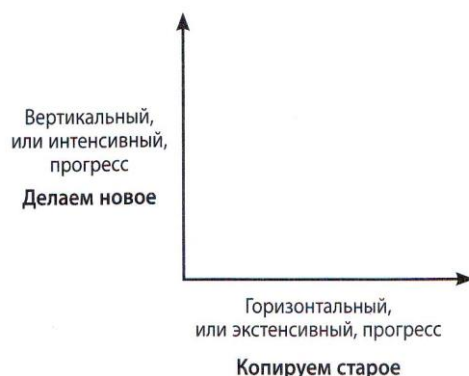 Вертикальный,
или интенсивный,
прогресс
Делаем новое
Горизонтальный,
или экстенсивный, прогресс
Копируем старое